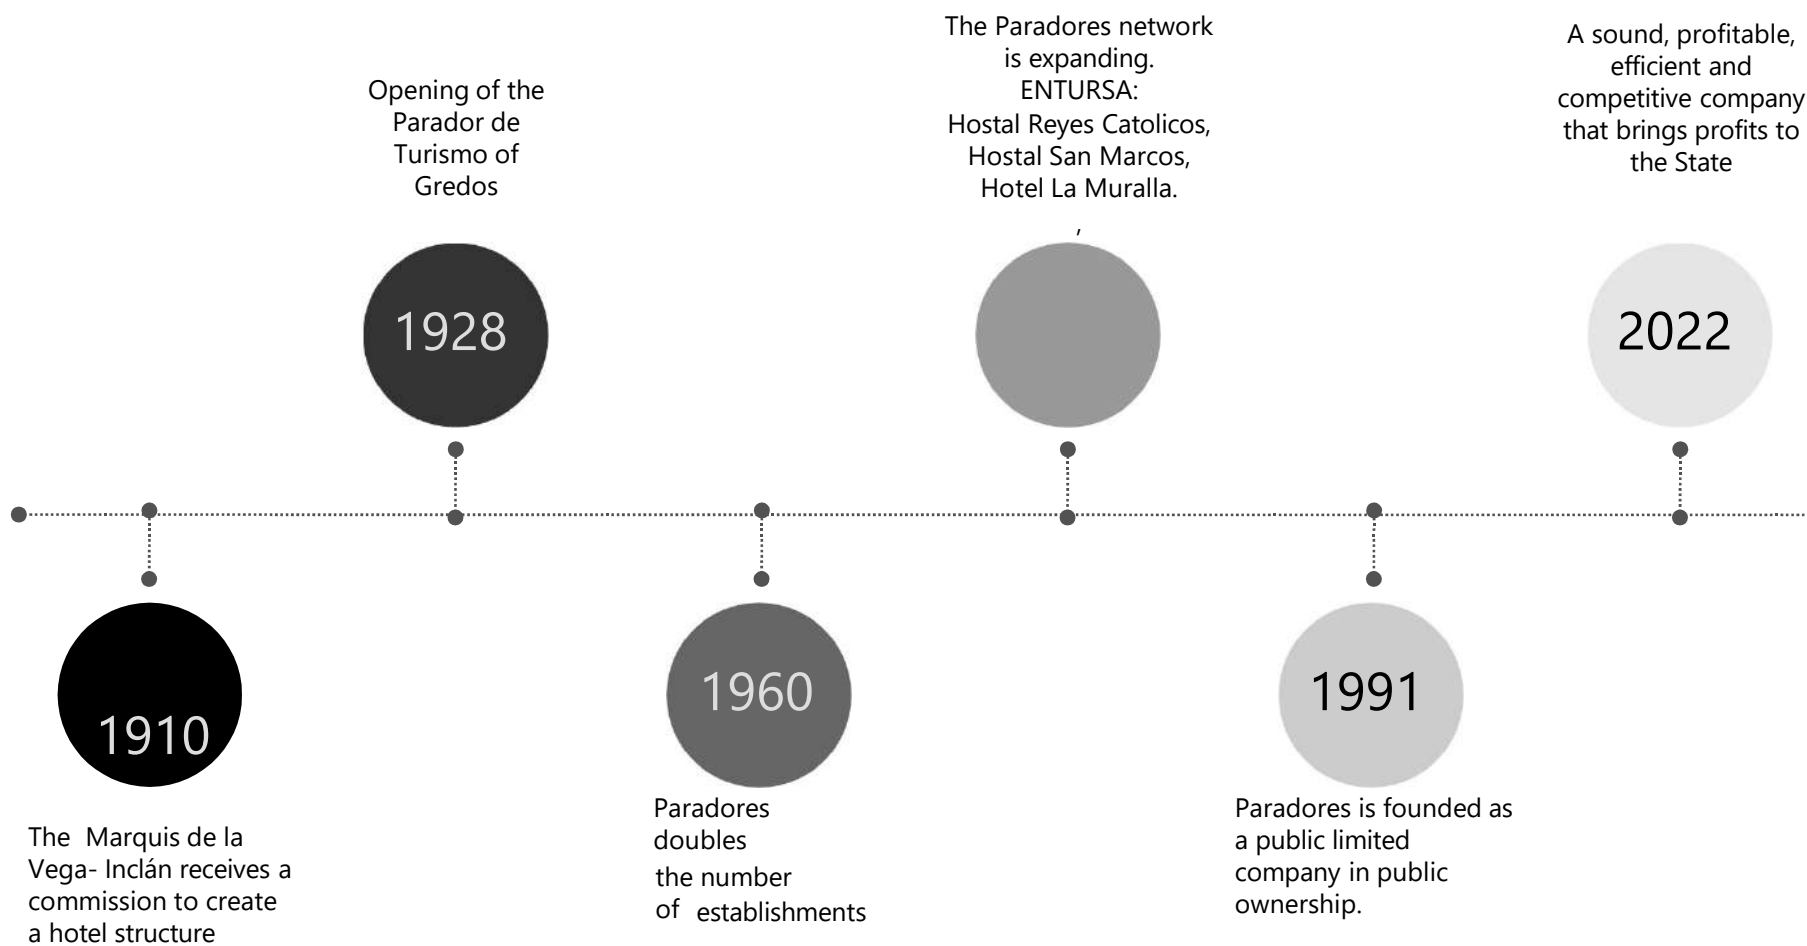 The Paradores network
is expanding.
ENTURSA:
Hostal Reyes Catolicos,
Hostal San Marcos,
Hotel La Muralla.
,
A sound, profitable,
efficient and
competitive company
that brings profits to
the State
Opening of the
Parador de
Turismo of
Gredos
1928
2022
1910
The Marquis de la
Vega- Inclán receives a
commission to create
a hotel structure
1960
Paradores
doubles
the number
of establishments
1991
Paradores is founded as
a public limited
company in public
ownership.